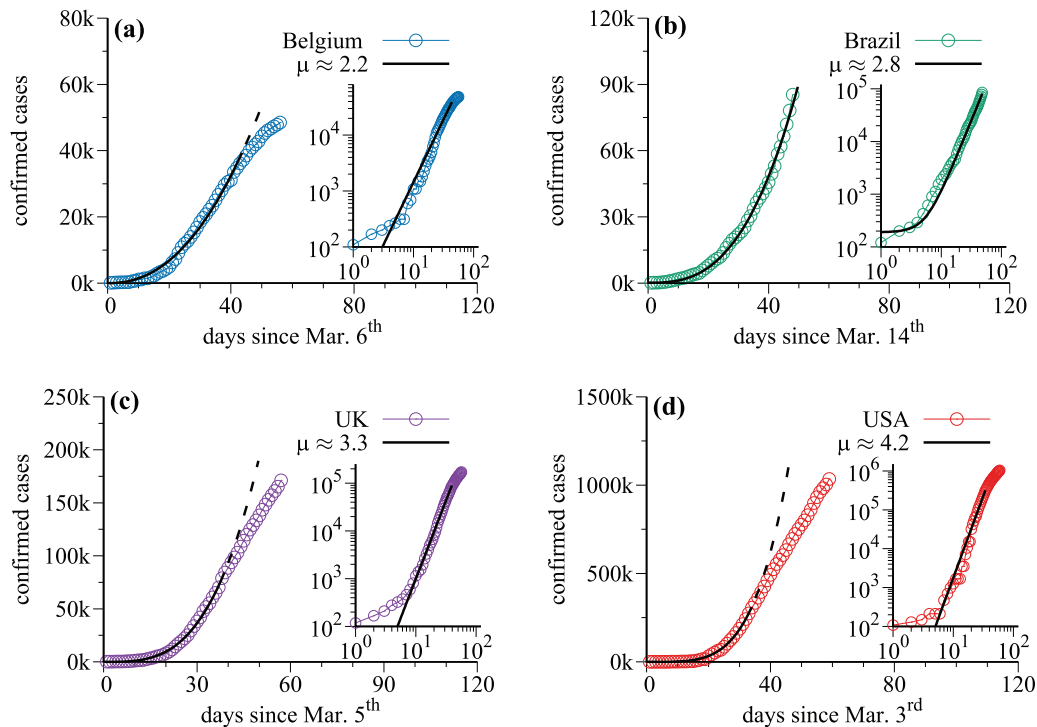 (a)
Belgium
μ ≈ 2.2
confirmed cases
80k
60k
40k
20k
0k
0 40 80 120
days since Mar. 6th
10^4
10^3
10^2
10^0 10^1 10^2
(b)
Brazil
μ ≈ 2.8
confirmed cases
120k
90k
60k
30k
0k
0 40 80 120
days since Mar. 14th
10^5
10^4
10^3
10^2
10^0 10^1 10^2
(c)
UK
μ ≈ 3.3
confirmed cases
250k
200k
150k
100k
50k
0k
0 30 60 90 120
days since Mar. 5th
10^5
10^4
10^3
10^2
10^0 10^1 10^2
(d)
USA
μ ≈ 4.2
confirmed cases
1500k
1000k
500k
0k
0 40 80 120
days since Mar. 3rd
10^6
10^5
10^4
10^3
10^2
10^0 10^1 10^2